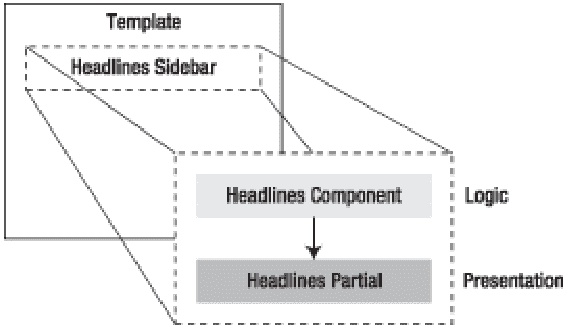 Template
Headlines Sidebar
Headlines Component
Logic
Headlines Partial
Presentation